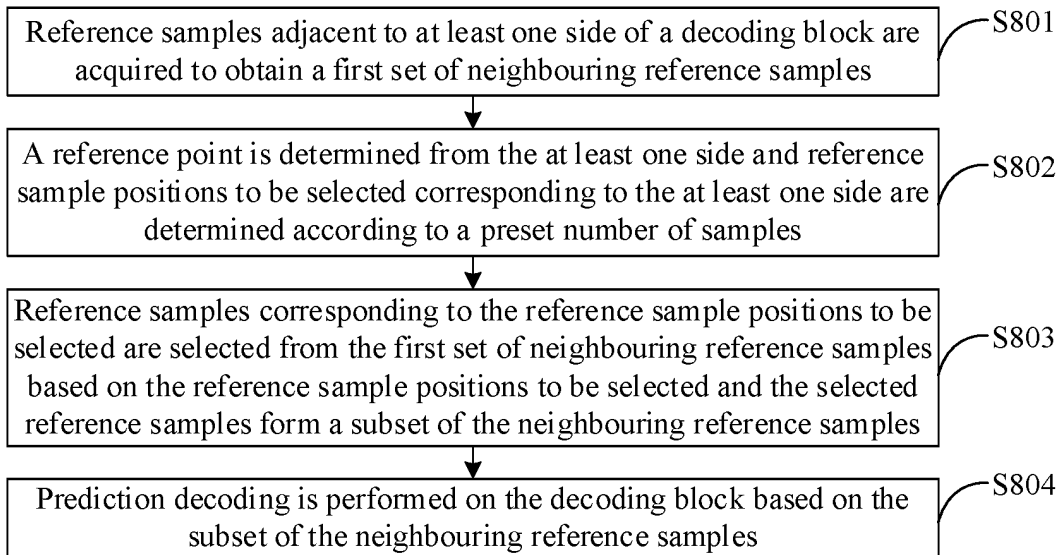 Reference samples adjacent to at least one side of a decoding block are
acquired to obtain a first set of neighbouring reference samples
S801
A reference point is determined from the at least one side and reference
sample positions to be selected corresponding to the at least one side are
determined according to a preset number of samples
S802
Reference samples corresponding to the reference sample positions to be
selected are selected from the first set of neighbouring reference samples
based on the reference sample positions to be selected and the selected
reference samples form a subset of the neighbouring reference samples
S803
Prediction decoding is performed on the decoding block based on the
subset of the neighbouring reference samples
S804